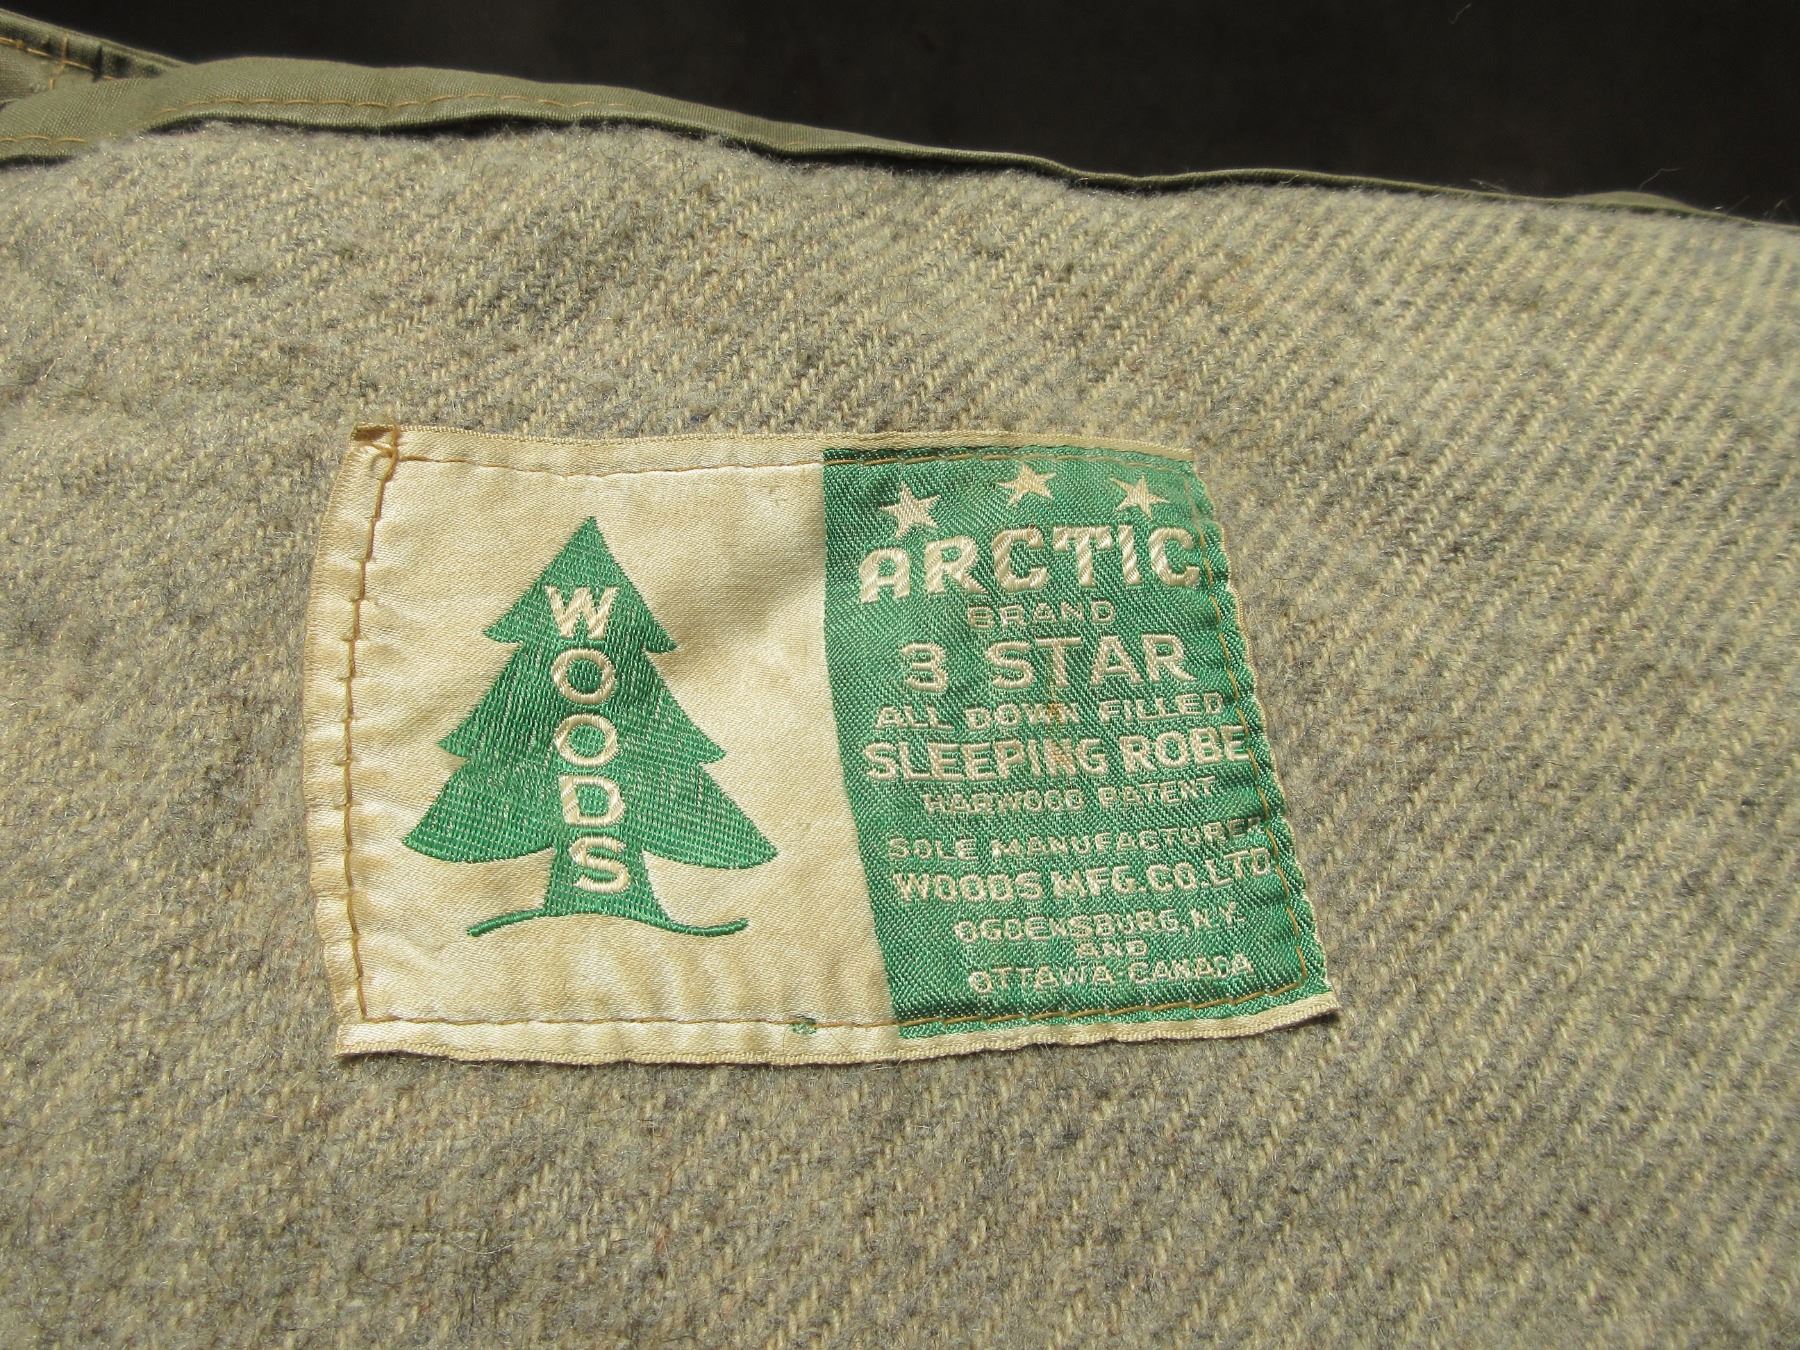 WOODS
ARCTIC
BRAND
3 STAR
ALL DOWN FILLED
SLEEPING ROBE
HARWOOD PATENT
SOLE MANUFACTURER
WOODS MFG. CO. LTD
OGDENSBURG, N.Y.
AND
OTTAWA CANADA